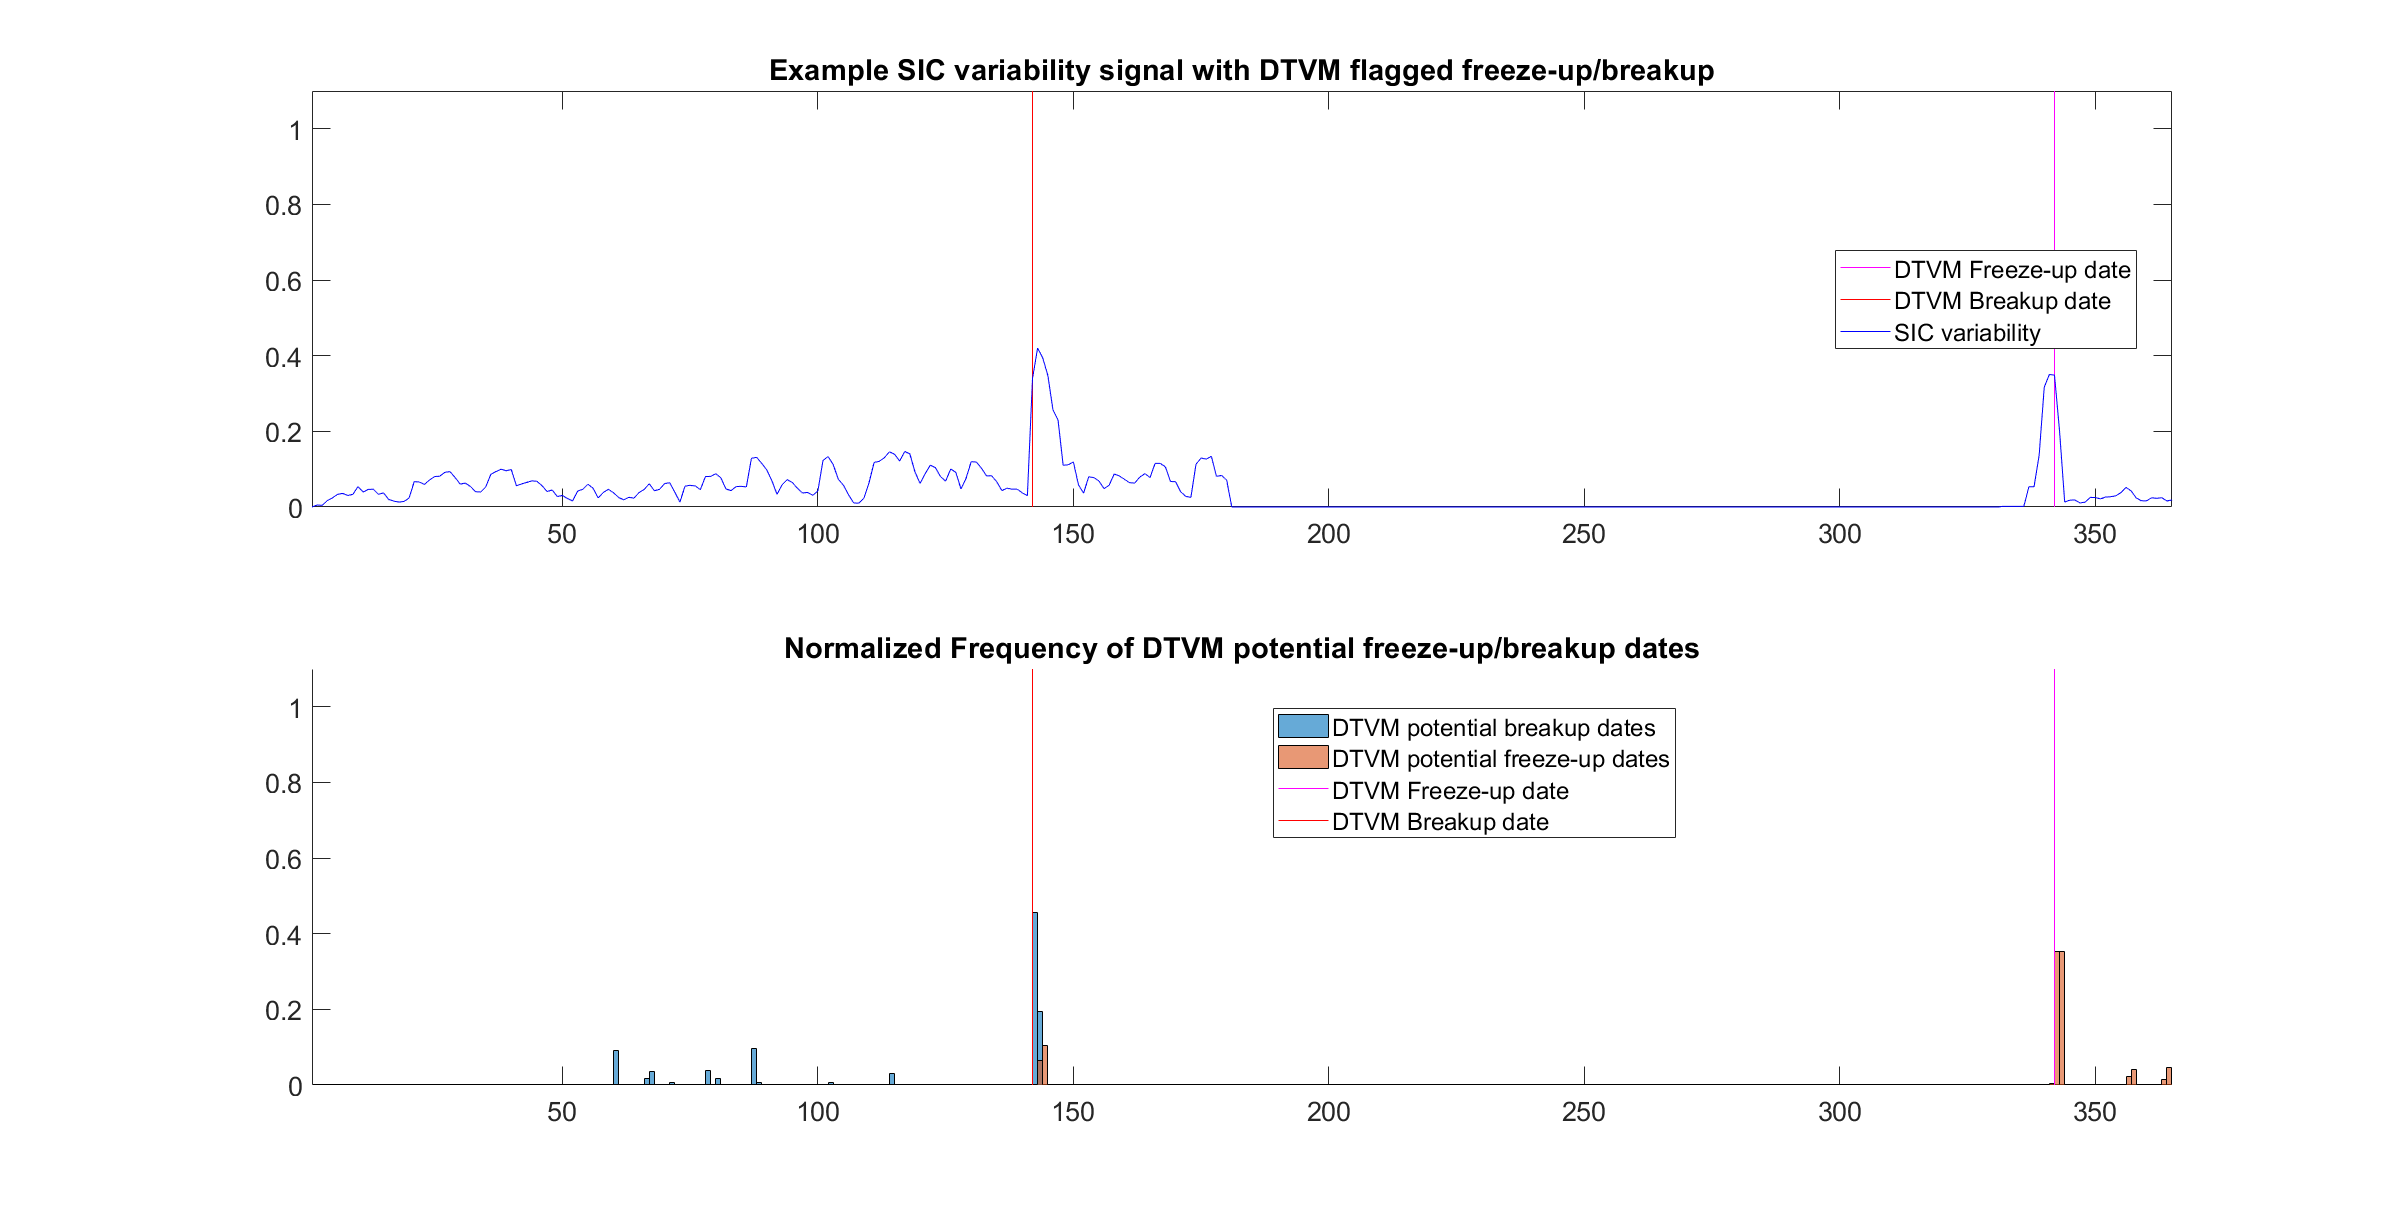 Example SIC variability signal with DTVM flagged freeze-up/breakup
1
0.8
0.6
0.4
0.2
0
50 100 150 200 250 300 350
DTVM Freeze-up date
DTVM Breakup date
SIC variability
Normalized Frequency of DTVM potential freeze-up/breakup dates
1
0.8
0.6
0.4
0.2
0
50 100 150 200 250 300 350
DTVM potential breakup dates
DTVM potential freeze-up dates
DTVM Freeze-up date
DTVM Breakup date